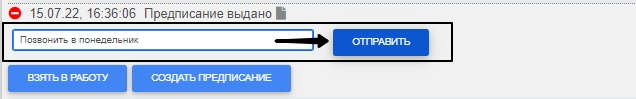 15.07.22, 16:36:06 Предписание выдано
Позвонить в понедельник ОТПРАВИТЬ
ВЗЯТЬ В РАБОТУ СОЗДАТЬ ПРЕДПИСАНИЕ